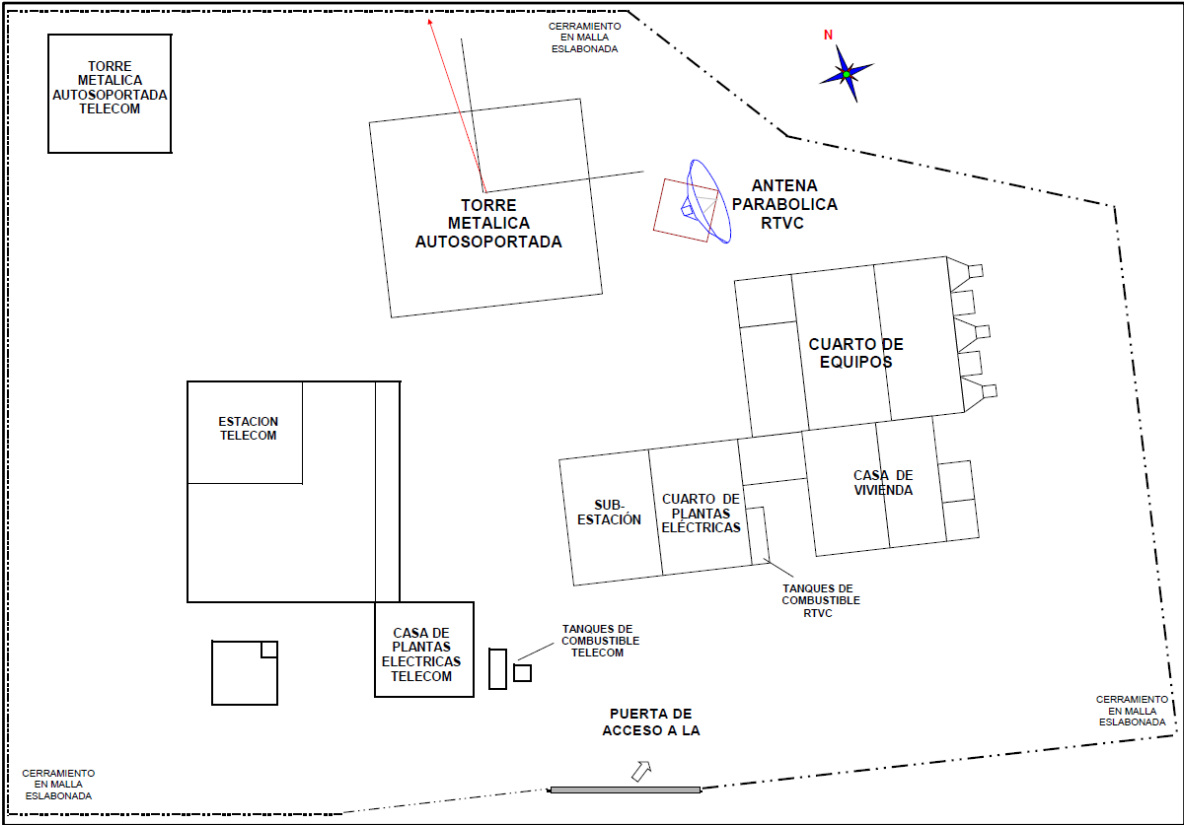 CERRAMIENTO
EN MALLA
ESLABONADA
N
TORRE
METALICA
AUTOSOPORTADA
TELECOM
TORRE
METALICA
AUTOSOPORTADA
ANTENA
PARABOLICA
RTVC
CUARTO DE
EQUIPOS
ESTACION
TELECOM
CASA DE
VIVIENDA
SUB-
ESTACIÓN
CUARTO DE
PLANTAS
ELÉCTRICAS
TANQUES DE
COMBUSTIBLE
RTVC
CASA DE
PLANTAS
ELECTRICAS
TELECOM
TANQUES DE
COMBUSTIBLE
TELECOM
PUERTA DE
ACCESO A LA
CERRAMIENTO
EN MALLA
ESLABONADA
CERRAMIENTO
EN MALLA
ESLABONADA